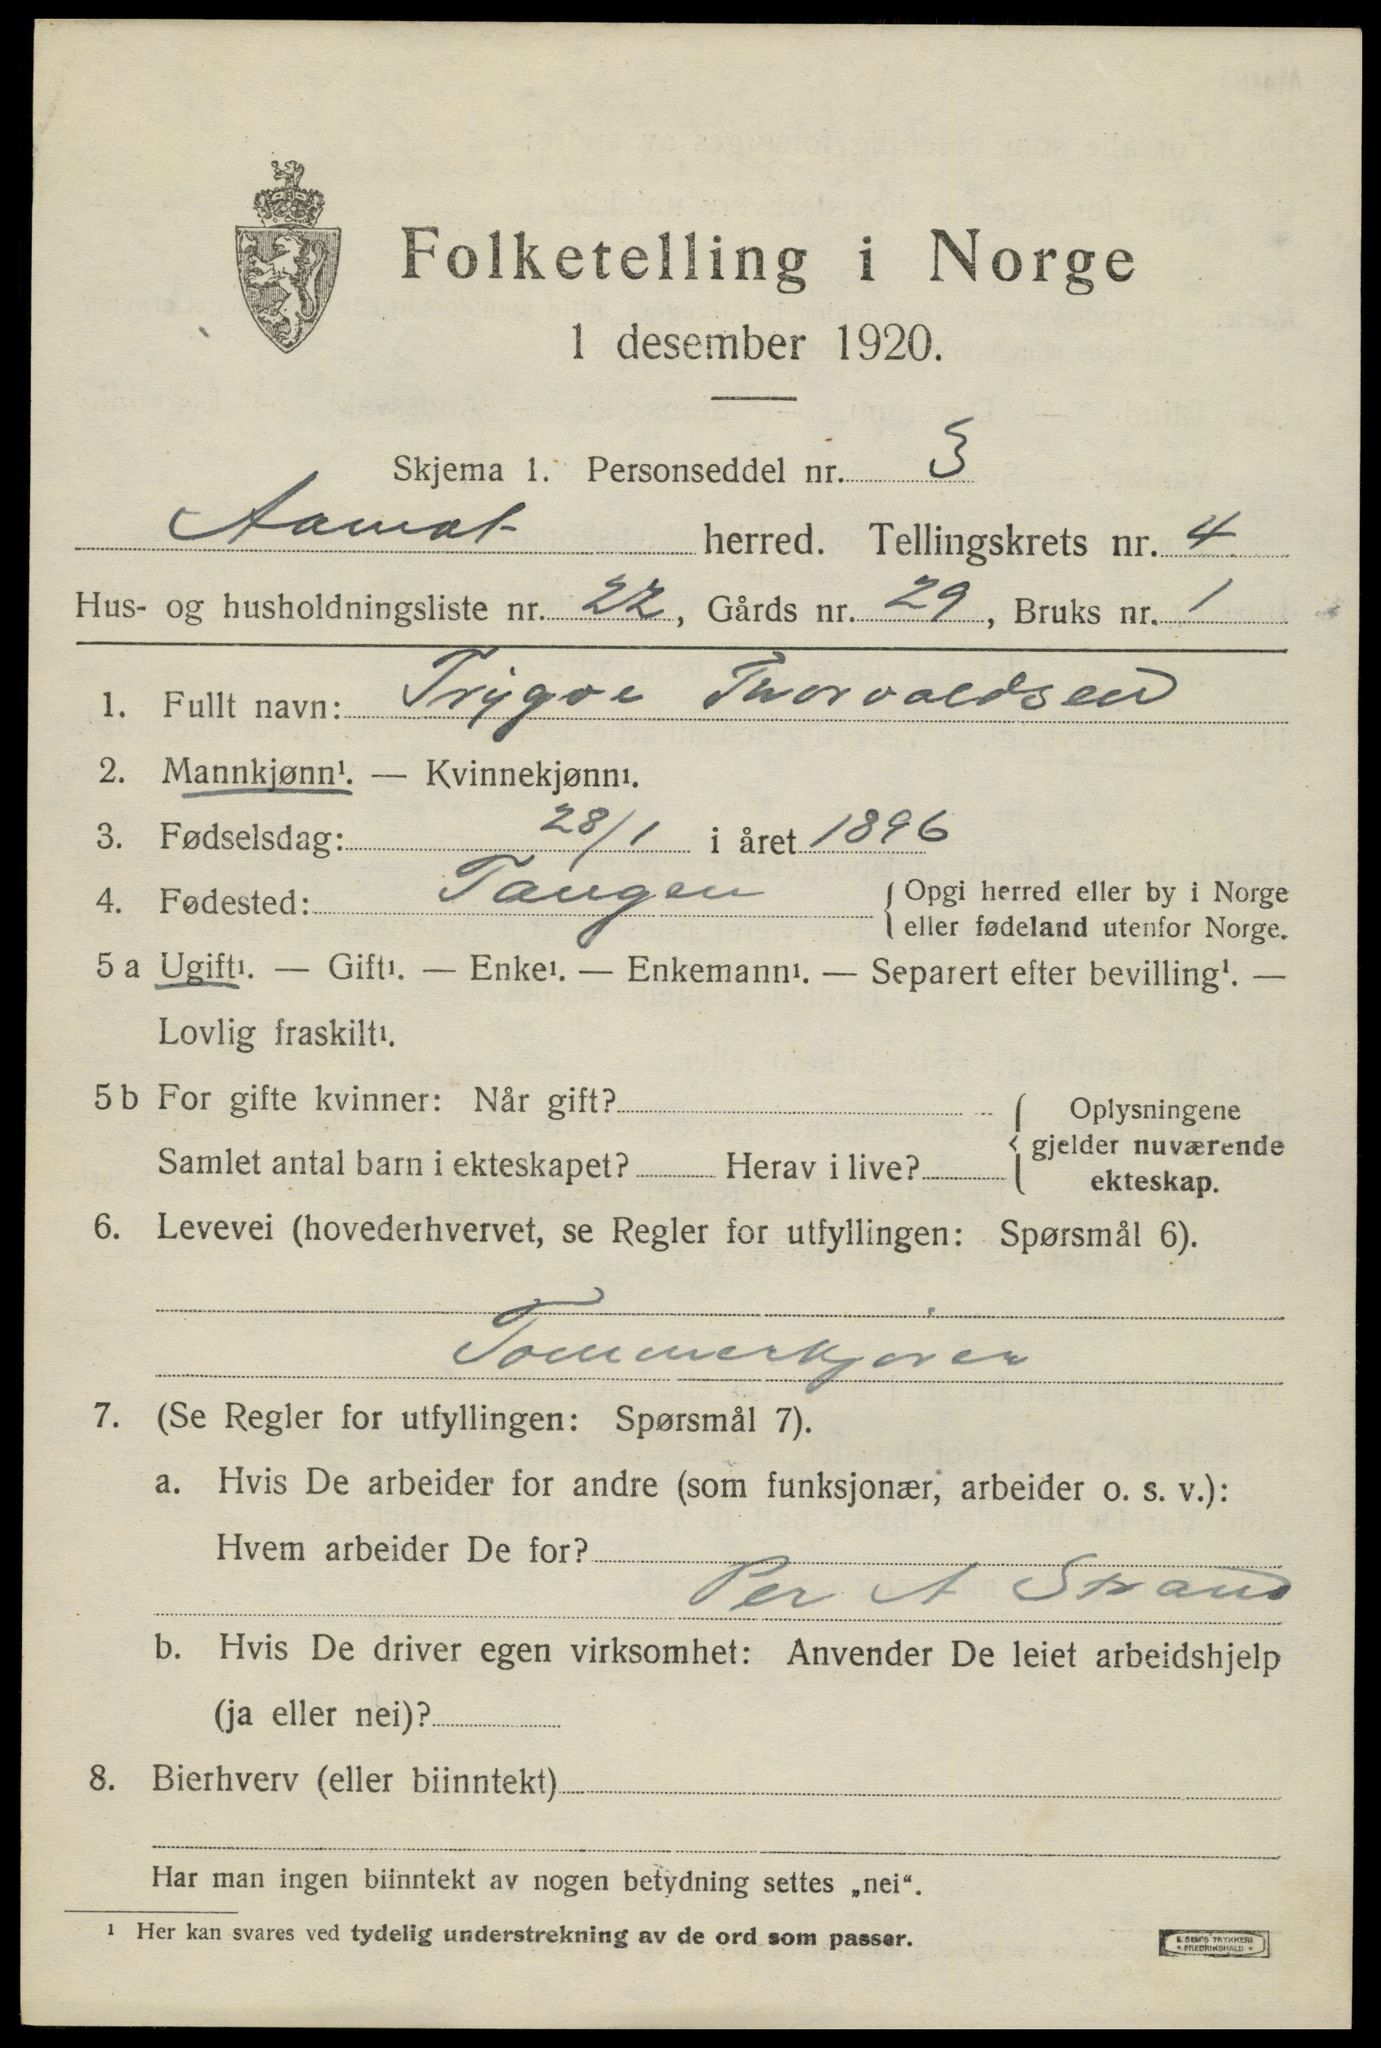 Folketelling i Norge
1 desember 1920.
Skjema 1. Personseddel nr. 3
Aamot herred. Tellingskrets nr. 4
Hus- og husholdningsliste nr. 22, Gårds nr. 29, Bruks nr. 1
1. Fullt navn: Trygve Thorvaldsen
2. Mannkjønn¹. — Kvinnekjønn¹.
3. Fødselsdag: 28/1 i året 1896
4. Fødested: Tangen { Opgi herred eller by i Norge
eller fødeland utenfor Norge.
5 a Ugift¹. — Gift¹. — Enke¹. — Enkemann¹. — Separert efter bevilling¹. —
Lovlig fraskilt¹.
5 b For gifte kvinner: Når gift?
Samlet antal barn i ekteskapet? Herav i live?
{ Oplysningene
gjelder nuværende
ekteskap.
6. Levevei (hovederhvervet, se Regler for utfyllingen: Spørsmål 6).
Tommerkjører
7. (Se Regler for utfyllingen: Spørsmål 7).
a. Hvis De arbeider for andre (som funksjonær, arbeider o. s. v.):
Hvem arbeider De for?
Per A Strand
b. Hvis De driver egen virksomhet: Anvender De leiet arbeidshjelp
(ja eller nei)?
8. Bierhverv (eller biinntekt)
Har man ingen biinntekt av nogen betydning settes „nei“.
¹ Her kan svares ved tydelig understrekning av de ord som passer.
E. SEM'S TRYKKERI
* FREDRIKSHALD *